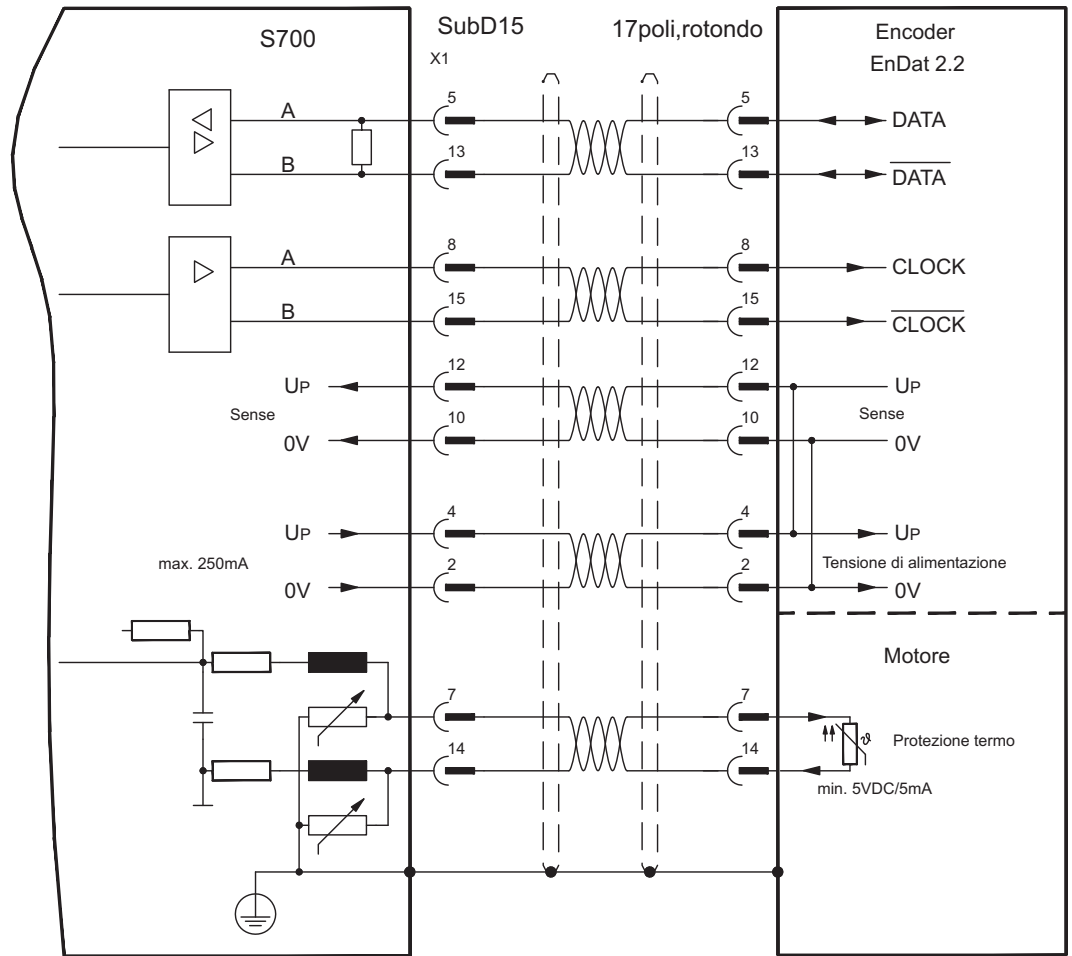 S700
SubD15
17poli,rotondo
Encoder
EnDat 2.2
X1
A
5
5
DATA
B
13
13
DATA
A
8
8
CLOCK
B
15
15
CLOCK
UP
12
12
UP
Sense
Sense
0V
10
10
0V
UP
4
4
UP
max. 250mA
Tensione di alimentazione
0V
2
2
0V
Motore
7
7
ϑ
Protezione termo
14
14
min. 5VDC/5mA